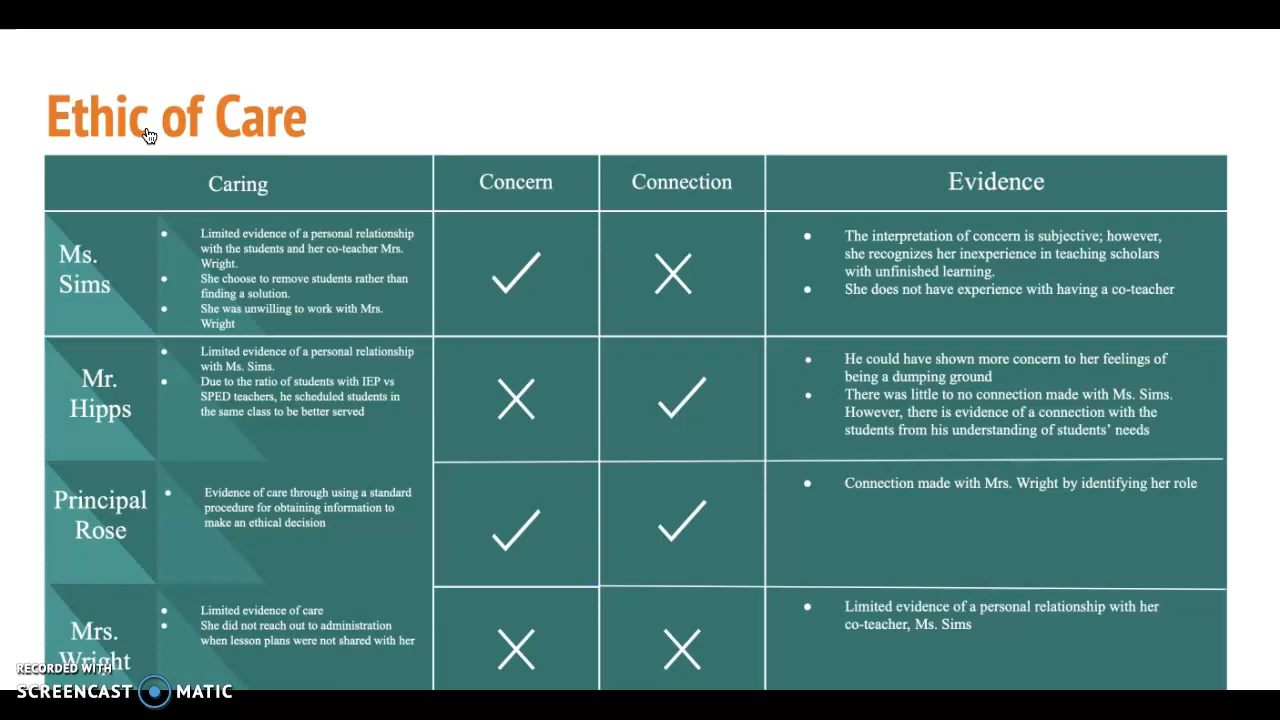 Ethic of Care
Caring
Concern
Connection
Evidence
Ms.
Sims
Limited evidence of a personal relationship
with the students and her co-teacher Mrs.
Wright.
She choose to remove students rather than
finding a solution.
She was unwilling to work with Mrs.
Wright
The interpretation of concern is subjective; however,
she recognizes her inexperience in teaching scholars
with unfinished learning.
She does not have experience with having a co-teacher
Mr.
Hipps
Limited evidence of a personal relationship
with Ms. Sims.
Due to the ratio of students with IEP vs
SPED teachers, he scheduled students in
the same class to be better served
He could have shown more concern to her feelings of
being a dumping ground
There was little to no connection made with Ms. Sims.
However, there is evidence of a connection with the
students from his understanding of students’ needs
Principal
Rose
Evidence of care through using a standard
procedure for obtaining information to
make an ethical decision
Connection made with Mrs. Wright by identifying her role
Mrs.
Wright
Limited evidence of care
She did not reach out to administration
when lesson plans were not shared with her
Limited evidence of a personal relationship with her
co-teacher, Ms. Sims
RECORDED WITH
SCREENCAST MATIC